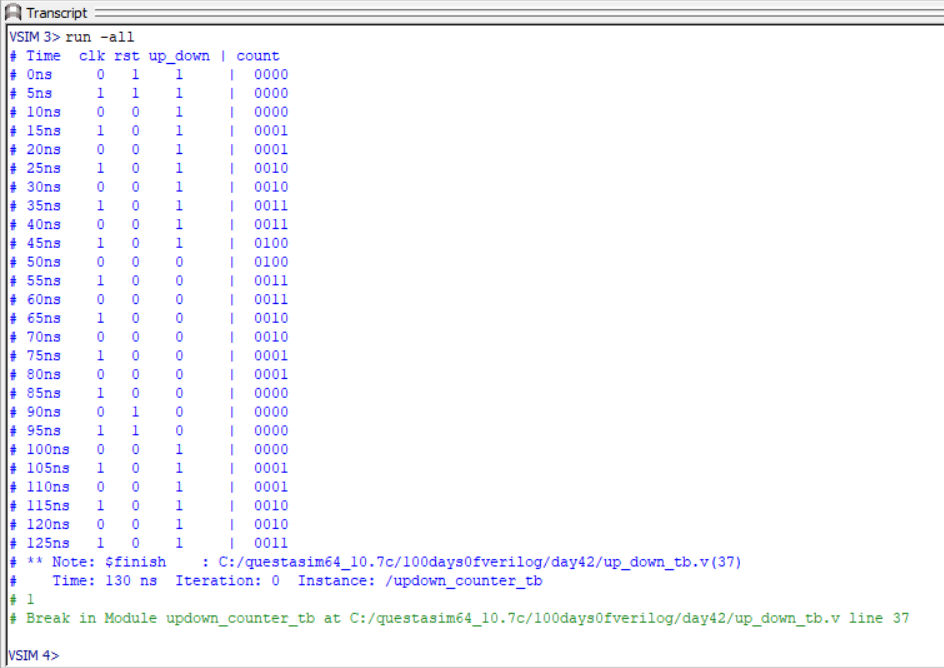 Transcript
VSIM 3> run -all
# Time  clk rst up_down | count
# 0ns     0   1    1     |  0000
# 5ns     1   1    1     |  0000
# 10ns    0   0    1     |  0000
# 15ns    1   0    1     |  0001
# 20ns    0   0    1     |  0001
# 25ns    1   0    1     |  0010
# 30ns    0   0    1     |  0010
# 35ns    1   0    1     |  0011
# 40ns    0   0    1     |  0011
# 45ns    1   0    1     |  0100
# 50ns    0   0    0     |  0100
# 55ns    1   0    0     |  0011
# 60ns    0   0    0     |  0011
# 65ns    1   0    0     |  0010
# 70ns    0   0    0     |  0010
# 75ns    1   0    0     |  0001
# 80ns    0   0    0     |  0001
# 85ns    1   0    0     |  0000
# 90ns    0   1    0     |  0000
# 95ns    1   1    0     |  0000
# 100ns   0   0    1     |  0000
# 105ns   1   0    1     |  0001
# 110ns   0   0    1     |  0001
# 115ns   1   0    1     |  0010
# 120ns   0   0    1     |  0010
# 125ns   1   0    1     |  0011
# ** Note: $finish    : C:/questasim64_10.7c/100days0fverilog/day42/up_down_tb.v(37)
#    Time: 130 ns  Iteration: 0  Instance: /updown_counter_tb
# 1
# Break in Module updown_counter_tb at C:/questasim64_10.7c/100days0fverilog/day42/up_down_tb.v line 37
VSIM 4>